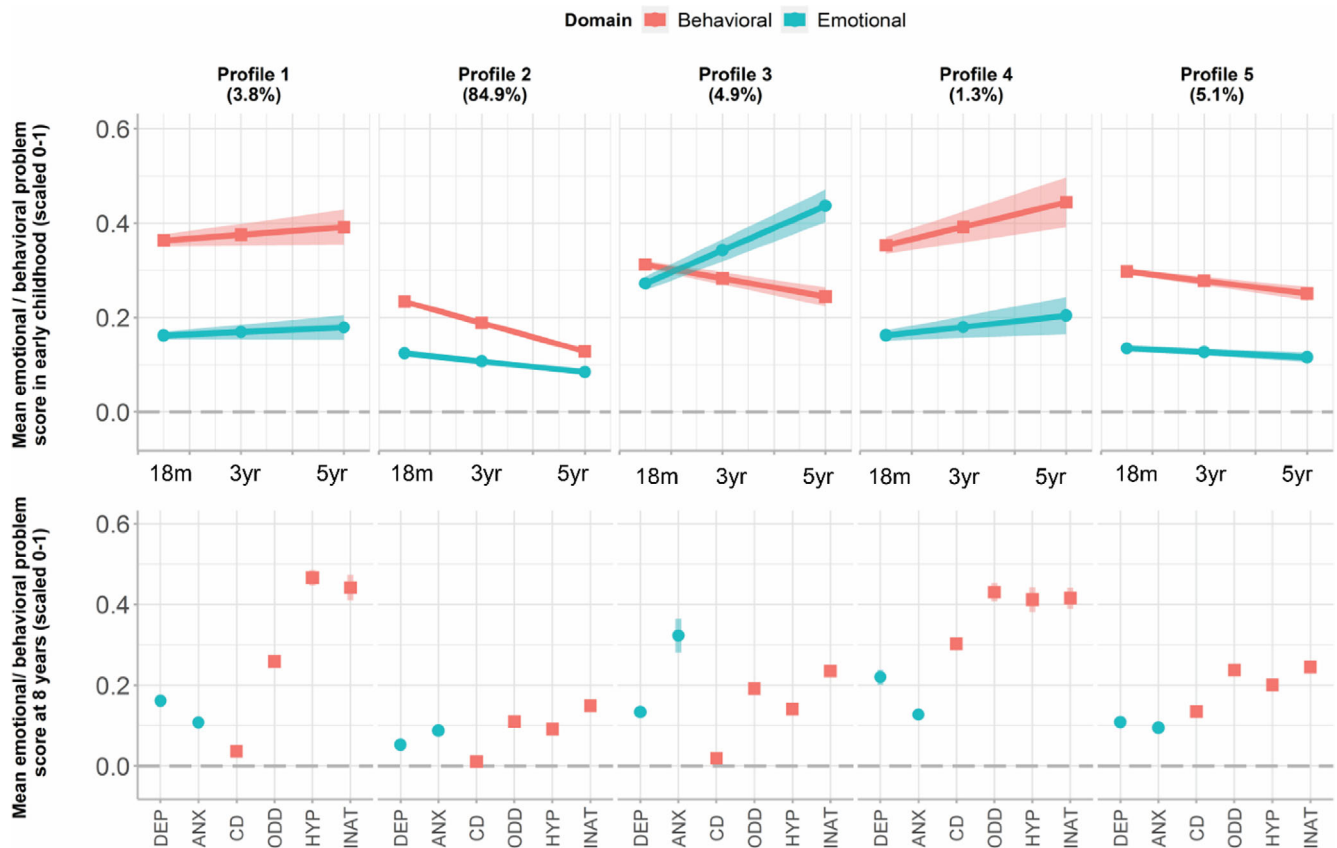 Domain Behavioral Emotional
Profile 1 Profile 2 Profile 3 Profile 4 Profile 5
(3.8%) (84.9%) (4.9%) (1.3%) (5.1%)
Mean emotional / behavioral problem
score in early childhood (scaled 0-1)
0.6
0.4
0.2
0.0
18m 3yr 5yr 18m 3yr 5yr 18m 3yr 5yr 18m 3yr 5yr 18m 3yr 5yr
Mean emotional/ behavioral problem
score at 8 years (scaled 0-1)
0.6
0.4
0.2
0.0
DEP ANX CD ODD HYP INAT DEP ANX CD ODD HYP INAT DEP ANX CD ODD HYP INAT DEP ANX CD ODD HYP INAT DEP ANX CD ODD HYP INAT